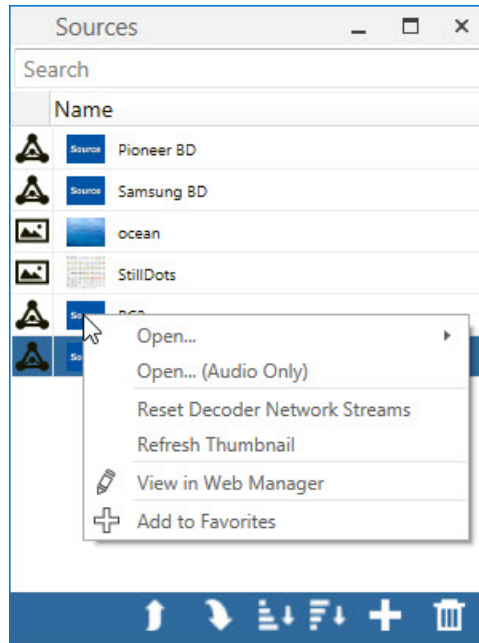 Sources
Search
Name
Source Pioneer BD
Source Samsung BD
ocean
StillDots
Open...
Open... (Audio Only)
Reset Decoder Network Streams
Refresh Thumbnail
View in Web Manager
Add to Favorites